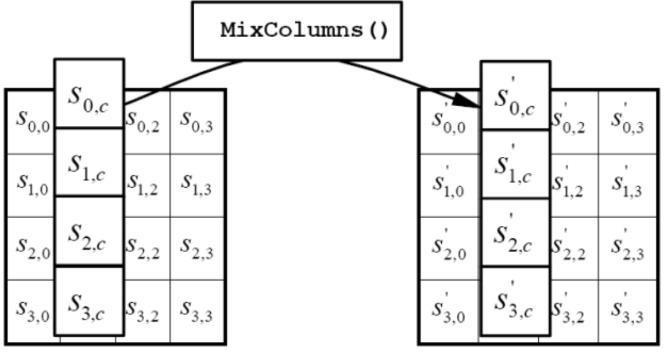 MixColumns()
s0,c s'0,c
s0,0 s0,2 s0,3 s'0,0 s'0,2 s'0,3
s1,c s'1,c
s1,0 s1,2 s1,3 s'1,0 s'1,2 s'1,3
s2,c s'2,c
s2,0 s2,2 s2,3 s'2,0 s'2,2 s'2,3
s3,c s'3,c
s3,0 s3,2 s3,3 s'3,0 s'3,2 s'3,3